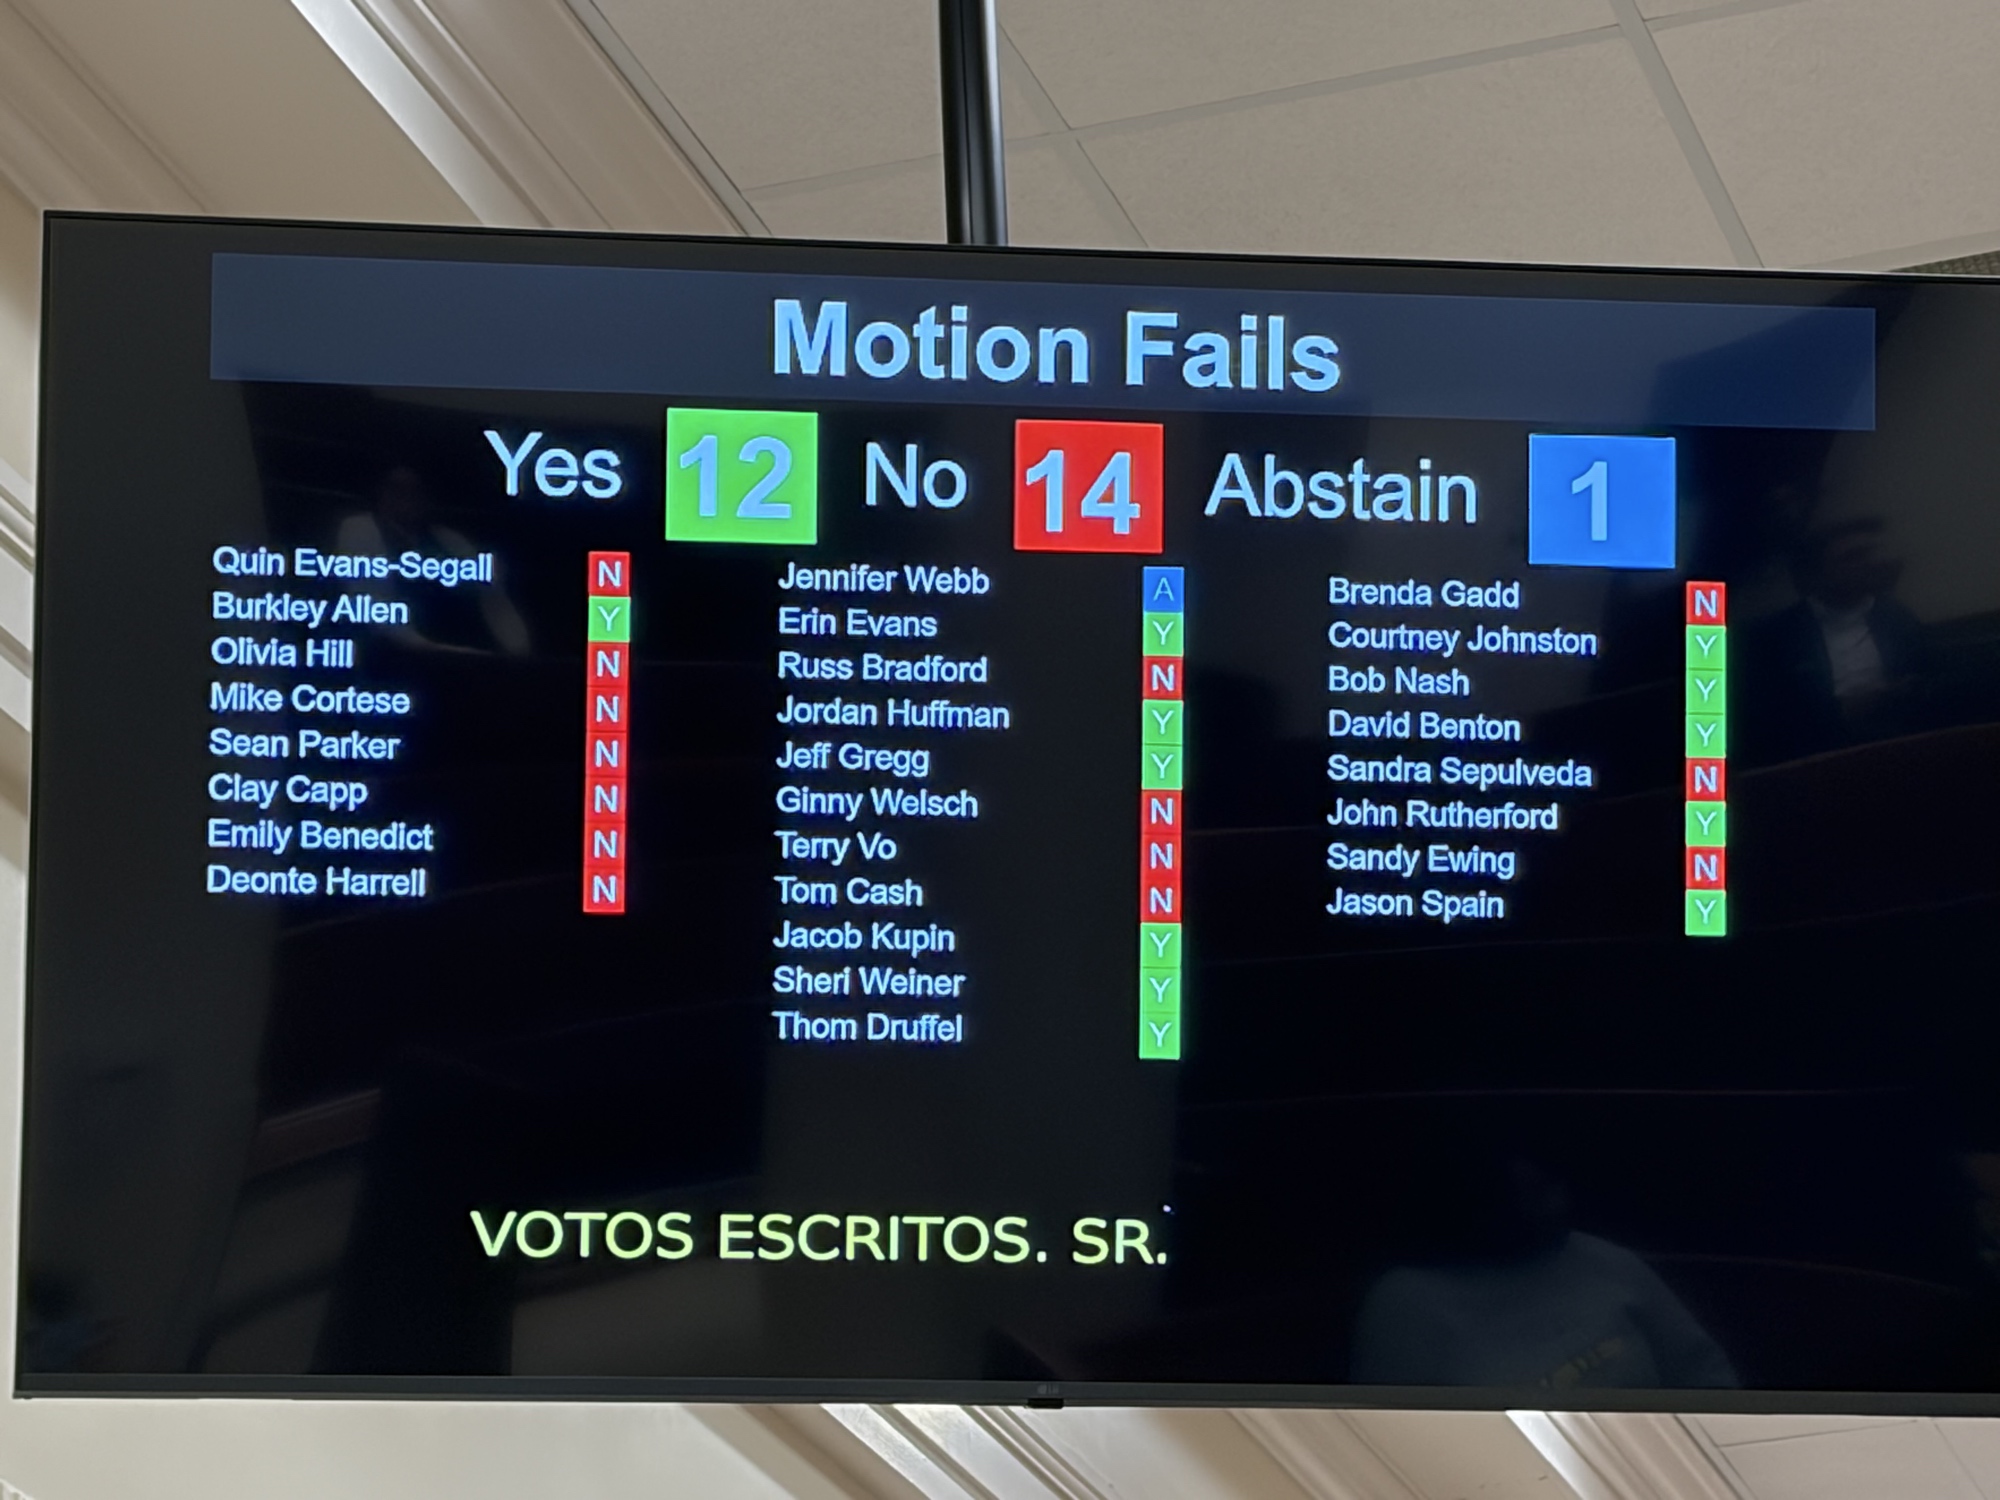 Motion Fails
Yes 12 No 14 Abstain 1
Quin Evans-Segall N
Burkley Allen Y
Olivia Hill N
Mike Cortese N
Sean Parker N
Clay Capp N
Emily Benedict N
Deonte Harrell N
Jennifer Webb A
Erin Evans Y
Russ Bradford N
Jordan Huffman Y
Jeff Gregg Y
Ginny Welsch N
Terry Vo N
Tom Cash N
Jacob Kupin Y
Sheri Weiner Y
Thom Druffel Y
Brenda Gadd N
Courtney Johnston Y
Bob Nash Y
David Benton Y
Sandra Sepulveda N
John Rutherford Y
Sandy Ewing N
Jason Spain Y
VOTOS ESCRITOS. SR.